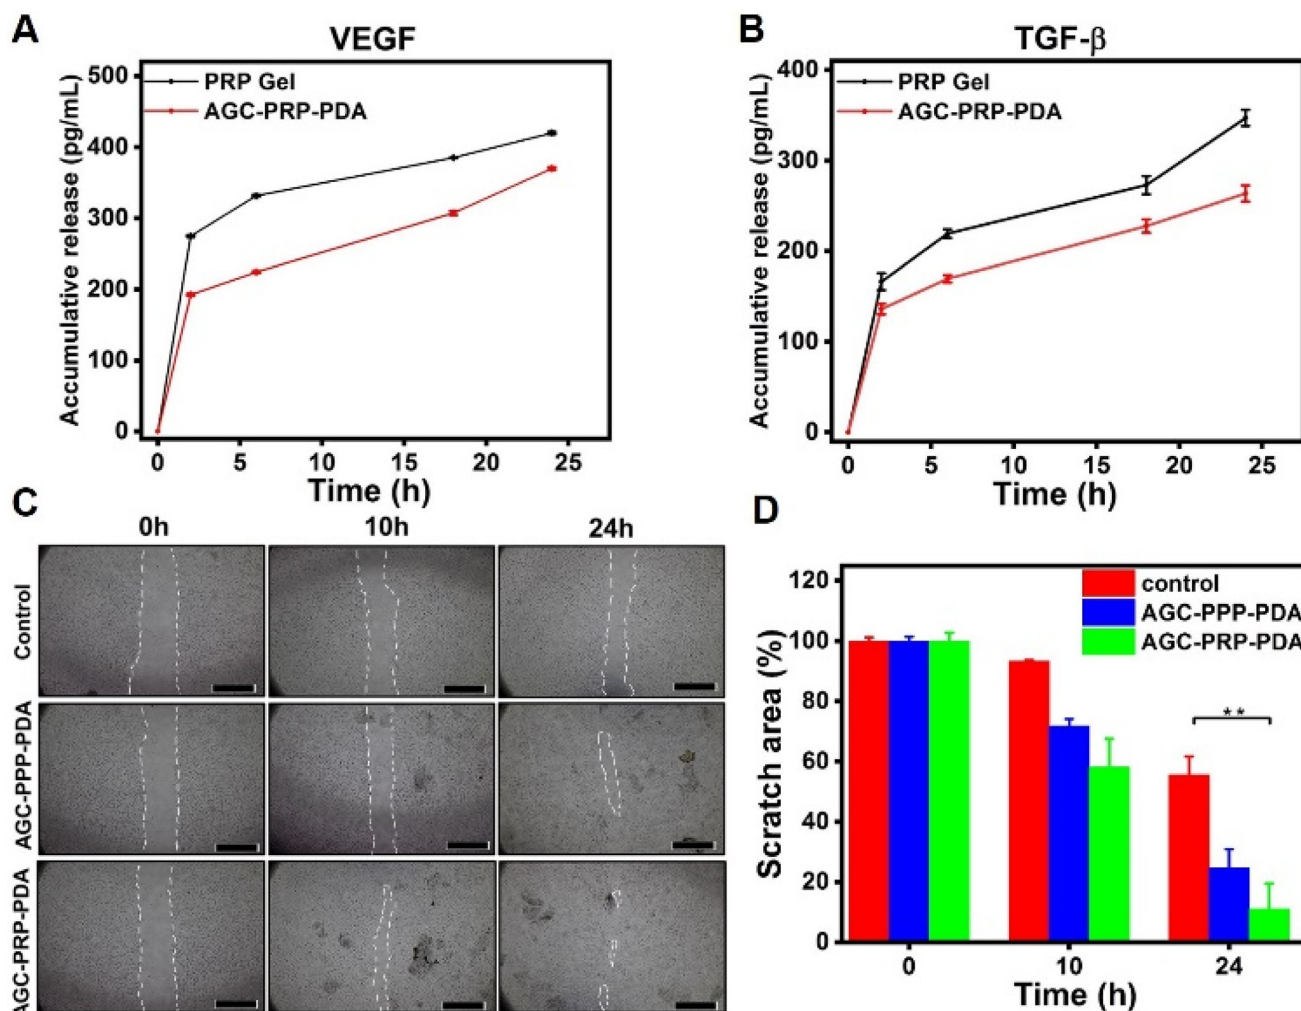 A
VEGF
500
400
300
200
100
0
Accumulative release (pg/mL)
PRP Gel
AGC-PRP-PDA
0 5 10 15 20 25
Time (h)
B
TGF-β
400
300
200
100
0
Accumulative release (pg/mL)
PRP Gel
AGC-PRP-PDA
0 5 10 15 20 25
Time (h)
C
0h 10h 24h
Control
AGC-PPP-PDA
AGC-PRP-PDA
D
120
100
80
60
40
20
0
Scratch area (%)
control
AGC-PPP-PDA
AGC-PRP-PDA
**
0 10 24
Time (h)